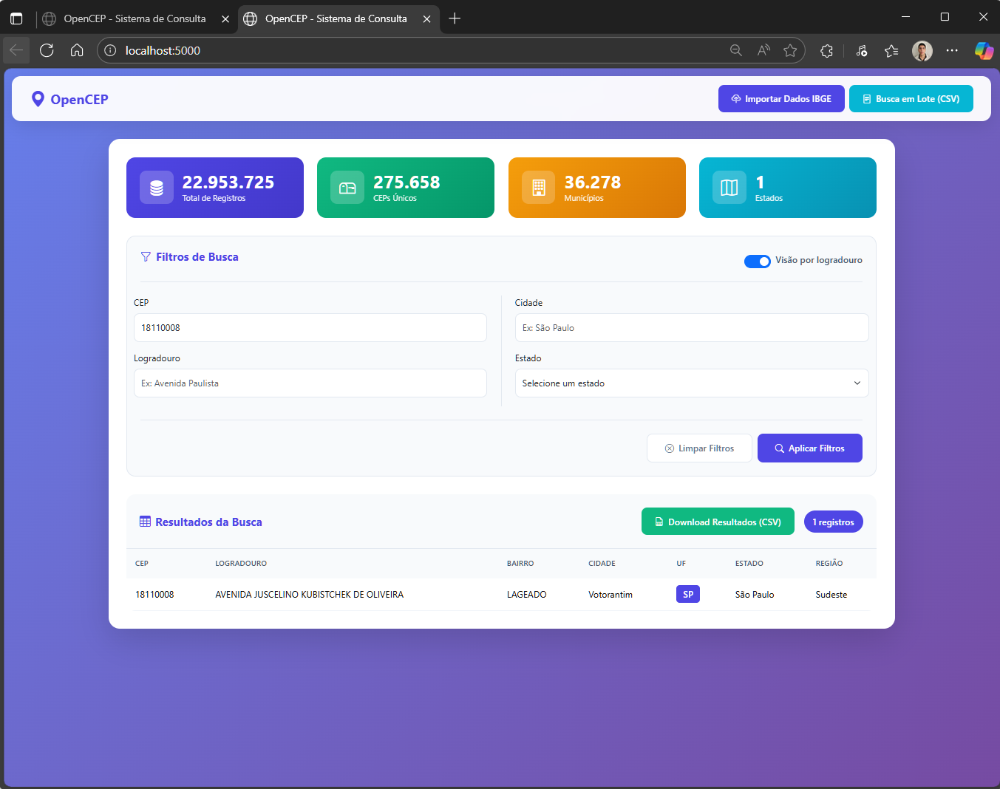 OpenCEP - Sistema de Consulta
OpenCEP - Sistema de Consulta
localhost:5000
OpenCEP
Importar Dados IBGE
Busca em Lote (CSV)
22.953.725
Total de Registros
275.658
CEPs Únicos
36.278
Municípios
1
Estados
Filtros de Busca
Visão por logradouro
CEP
18110008
Cidade
Ex: São Paulo
Logradouro
Ex: Avenida Paulista
Estado
Selecione um estado
Limpar Filtros
Aplicar Filtros
Resultados da Busca
Download Resultados (CSV)
1 registros
CEP LOGRADOURO BAIRRO CIDADE UF ESTADO REGIÃO
18110008 AVENIDA JUSCELINO KUBISTCHEK DE OLIVEIRA LAGEADO Votorantim SP São Paulo Sudeste